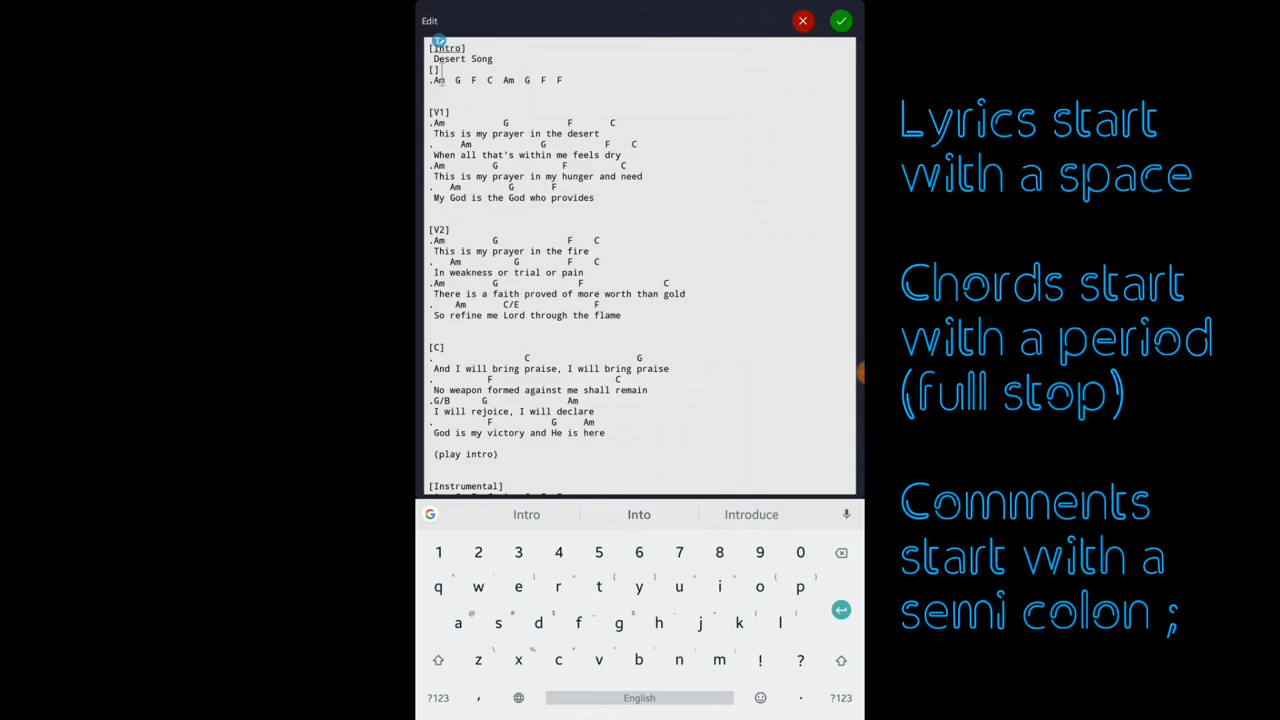 Edit
[Intro]
 Desert Song
[]
.Am  G  F  C  Am  G  F  F
[V1]
.Am           G           F       C
 This is my prayer in the desert
.     Am             G           F    C
 When all that's within me feels dry
.Am         G            F          C
 This is my prayer in my hunger and need
.   Am         G       F
 My God is the God who provides
[V2]
.Am         G             F    C
 This is my prayer in the fire
.   Am          G         F    C
 In weakness or trial or pain
.Am         G               F               C
 There is a faith proved of more worth than gold
.    Am       C/E              F
 So refine me Lord through the flame
[C]
.                 C                    G
 And I will bring praise, I will bring praise
.          F                       C
 No weapon formed against me shall remain
.G/B      G               Am
 I will rejoice, I will declare
.          F           G     Am
 God is my victory and He is here
 (play intro)
[Instrumental]
Intro Into Introduce
1 2 3 4 5 6 7 8 9 0
q w e r t y u i o p
a s d f g h j k l
z x c v b n m ! ?
?123 , English . ?123
Lyrics start
with a space
Chords start
with a period
(full stop)
Comments
start with a
semi colon ;